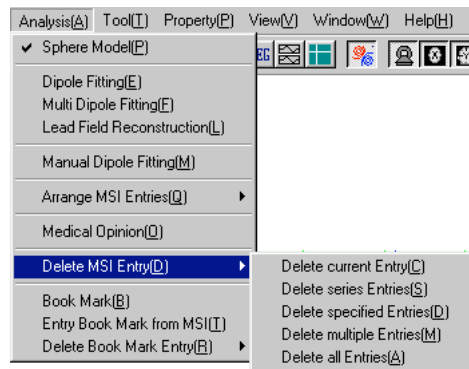 Analysis(A) Tool(T) Property(P) View(V) Window(W) Help(H)
✔ Sphere Model(P)
Dipole Fitting(E)
Multi Dipole Fitting(F)
Lead Field Reconstruction(L)
Manual Dipole Fitting(M)
Arrange MSI Entries(Q)
Medical Opinion(O)
Delete MSI Entry(D)
Book Mark(B)
Entry Book Mark from MSI(T)
Delete Book Mark Entry(R)
Delete current Entry(C)
Delete series Entries(S)
Delete specified Entries(D)
Delete multiple Entries(M)
Delete all Entries(A)